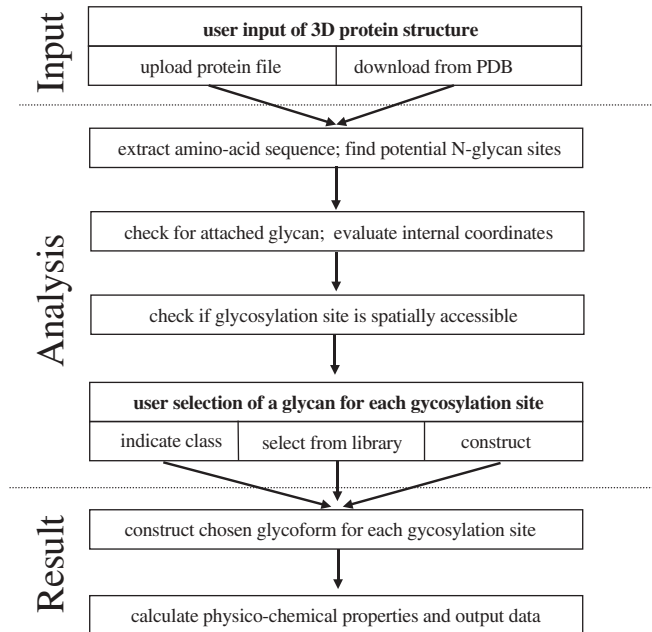 Input
user input of 3D protein structure
upload protein file
download from PDB
Analysis
extract amino-acid sequence; find potential N-glycan sites
check for attached glycan; evaluate internal coordinates
check if glycosylation site is spatially accessible
user selection of a glycan for each gycosylation site
indicate class
select from library
construct
Result
construct chosen glycoform for each gycosylation site
calculate physico-chemical properties and output data